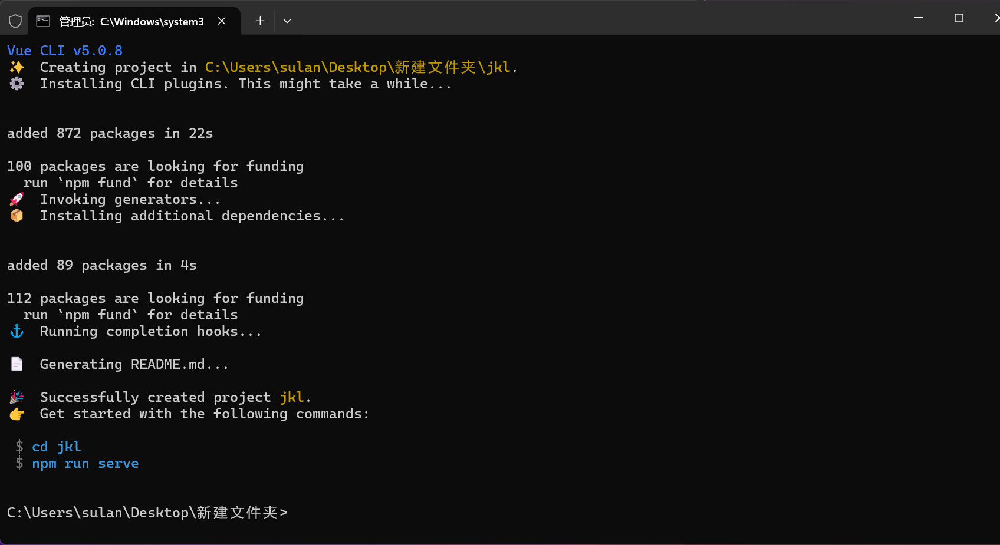 管理员: C:\Windows\system3
Vue CLI v5.0.8
✨  Creating project in C:\Users\sulan\Desktop\新建文件夹\jkl.
⚙️  Installing CLI plugins. This might take a while...
added 872 packages in 22s
100 packages are looking for funding
  run `npm fund` for details
🚀  Invoking generators...
📦  Installing additional dependencies...
added 89 packages in 4s
112 packages are looking for funding
  run `npm fund` for details
⚓  Running completion hooks...
📄  Generating README.md...
🎉  Successfully created project jkl.
👉  Get started with the following commands:
 $ cd jkl
 $ npm run serve
C:\Users\sulan\Desktop\新建文件夹>